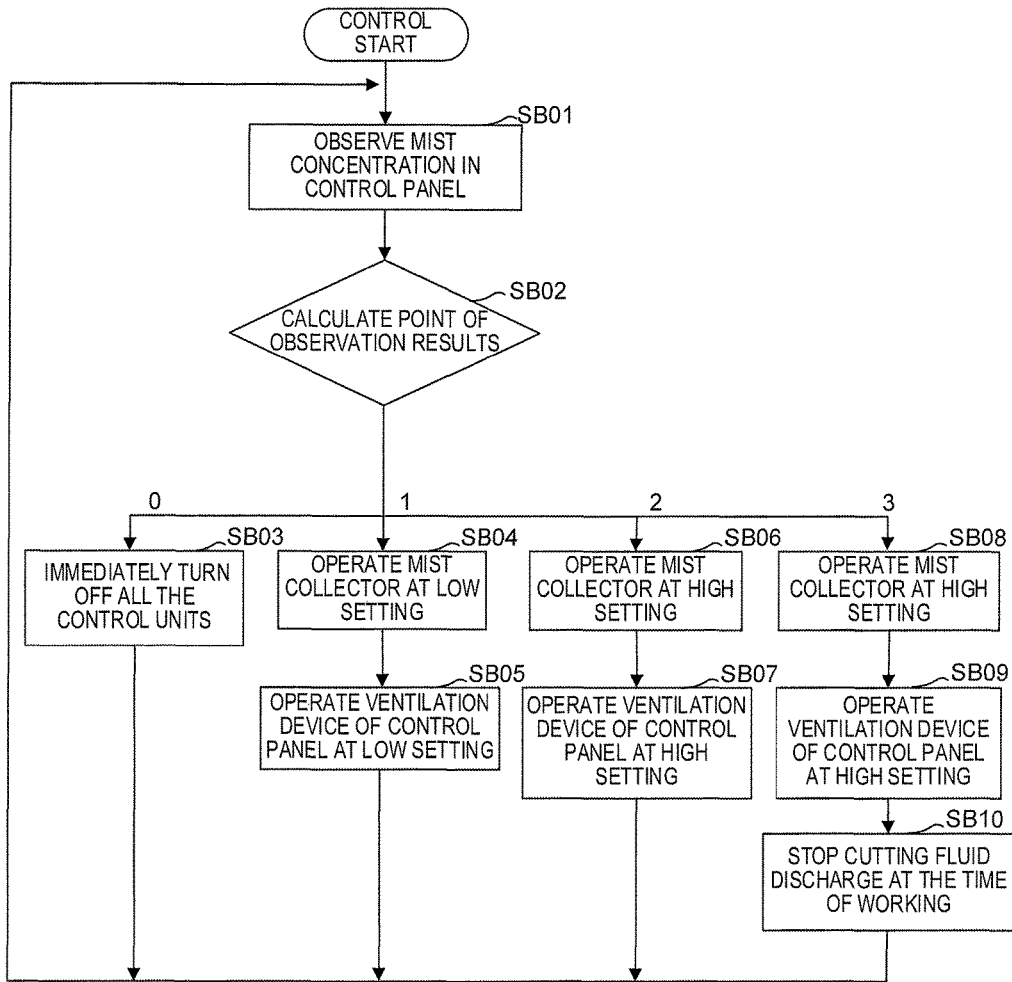 CONTROL
START
SB01
OBSERVE MIST
CONCENTRATION IN
CONTROL PANEL
SB02
CALCULATE POINT OF
OBSERVATION RESULTS
0
1
2
3
SB03
IMMEDIATELY TURN
OFF ALL THE
CONTROL UNITS
SB04
OPERATE MIST
COLLECTOR AT LOW
SETTING
SB06
OPERATE MIST
COLLECTOR AT HIGH
SETTING
SB08
OPERATE MIST
COLLECTOR AT HIGH
SETTING
SB05
OPERATE VENTILATION
DEVICE OF CONTROL
PANEL AT LOW SETTING
SB07
OPERATE VENTILATION
DEVICE OF CONTROL
PANEL AT HIGH
SETTING
SB09
OPERATE
VENTILATION DEVICE
OF CONTROL PANEL
AT HIGH SETTING
SB10
STOP CUTTING FLUID
DISCHARGE AT THE TIME
OF WORKING